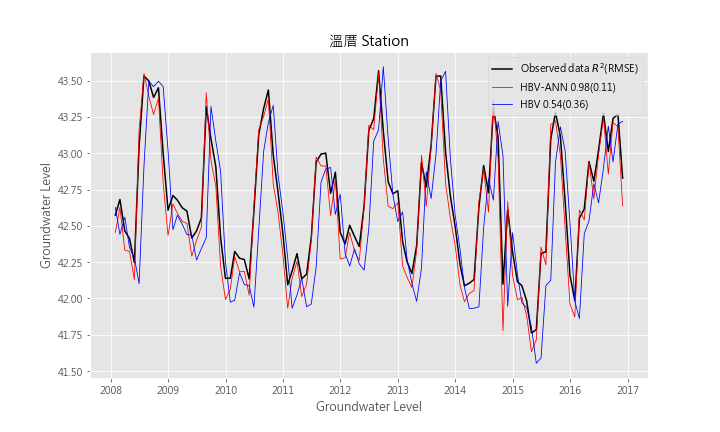 溫厝 Station
Observed data R²(RMSE)
HBV-ANN 0.98(0.11)
HBV 0.54(0.36)
Groundwater Level
43.50
43.25
43.00
42.75
42.50
42.25
42.00
41.75
41.50
2008 2009 2010 2011 2012 2013 2014 2015 2016 2017
Groundwater Level